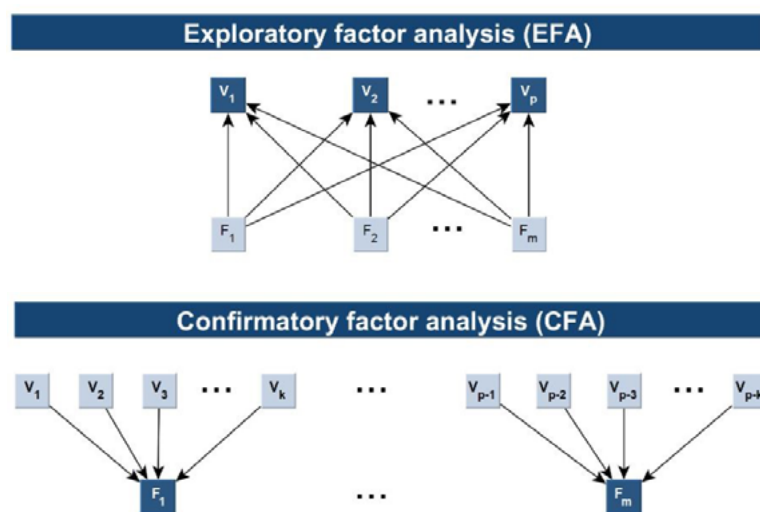 Exploratory factor analysis (EFA)
V1 V2 ... Vp
F1 F2 ... Fm
Confirmatory factor analysis (CFA)
V1 V2 V3 ... Vk ... Vp-1 Vp-2 Vp-3 ... Vp-k
F1 ... Fm